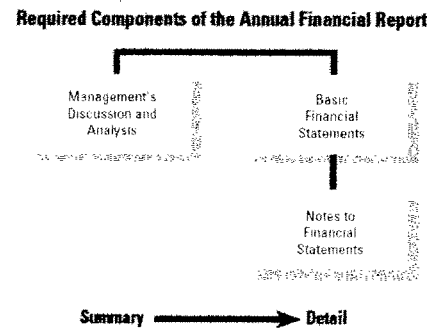 Required Components of the Annual Financial Report
Management's
Discussion and
Analysis
Basic
Financial
Statements
Notes to
Financial
Statements
Summary
Detail